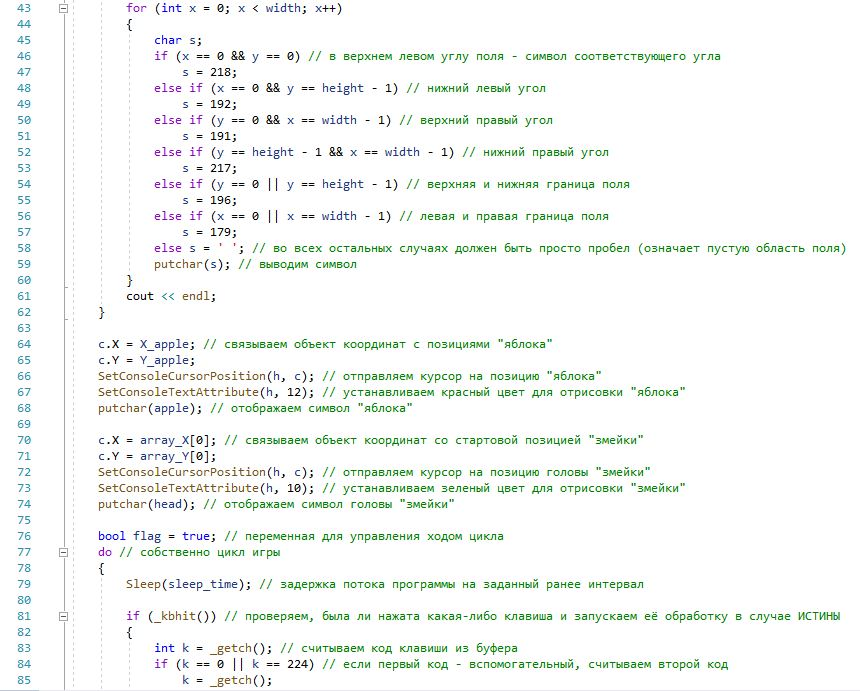 43 for (int x = 0; x < width; x++)
44 {
45 char s;
46 if (x == 0 && y == 0) // в верхнем левом углу поля - символ соответствующего угла
47 s = 218;
48 else if (x == 0 && y == height - 1) // нижний левый угол
49 s = 192;
50 else if (y == 0 && x == width - 1) // верхний правый угол
51 s = 191;
52 else if (y == height - 1 && x == width - 1) // нижний правый угол
53 s = 217;
54 else if (y == 0 || y == height - 1) // верхняя и нижняя граница поля
55 s = 196;
56 else if (x == 0 || x == width - 1) // левая и правая граница поля
57 s = 179;
58 else s = ' '; // во всех остальных случаях должен быть просто пробел (означает пустую область поля)
59 putchar(s); // выводим символ
60 }
61 cout << endl;
62 }
63
64 c.X = X_apple; // связываем объект координат с позициями "яблока"
65 c.Y = Y_apple;
66 SetConsoleCursorPosition(h, c); // отправляем курсор на позицию "яблока"
67 SetConsoleTextAttribute(h, 12); // устанавливаем красный цвет для отрисовки "яблока"
68 putchar(apple); // отображаем символ "яблока"
69
70 c.X = array_X[0]; // связываем объект координат со стартовой позицией "змейки"
71 c.Y = array_Y[0];
72 SetConsoleCursorPosition(h, c); // отправляем курсор на позицию головы "змейки"
73 SetConsoleTextAttribute(h, 10); // устанавливаем зеленый цвет для отрисовки "змейки"
74 putchar(head); // отображаем символ головы "змейки"
75
76 bool flag = true; // переменная для управления ходом цикла
77 do // собственно цикл игры
78 {
79 Sleep(sleep_time); // задержка потока программы на заданный ранее интервал
80
81 if (_kbhit()) // проверяем, была ли нажата какая-либо клавиша и запускаем её обработку в случае ИСТИНЫ
82 {
83 int k = _getch(); // считываем код клавиши из буфера
84 if (k == 0 || k == 224) // если первый код - вспомогательный, считываем второй код
85 k = _getch();